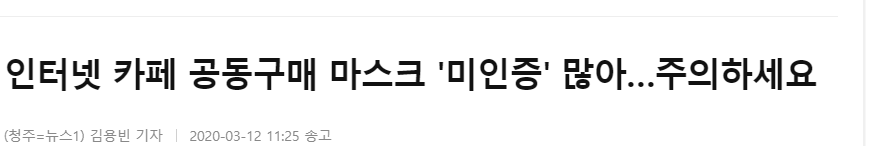 인터넷 카페 공동구매 마스크 '미인증' 많아...주의하세요
(청주=뉴스1) 김용빈 기자 | 2020-03-12 11:25 송고